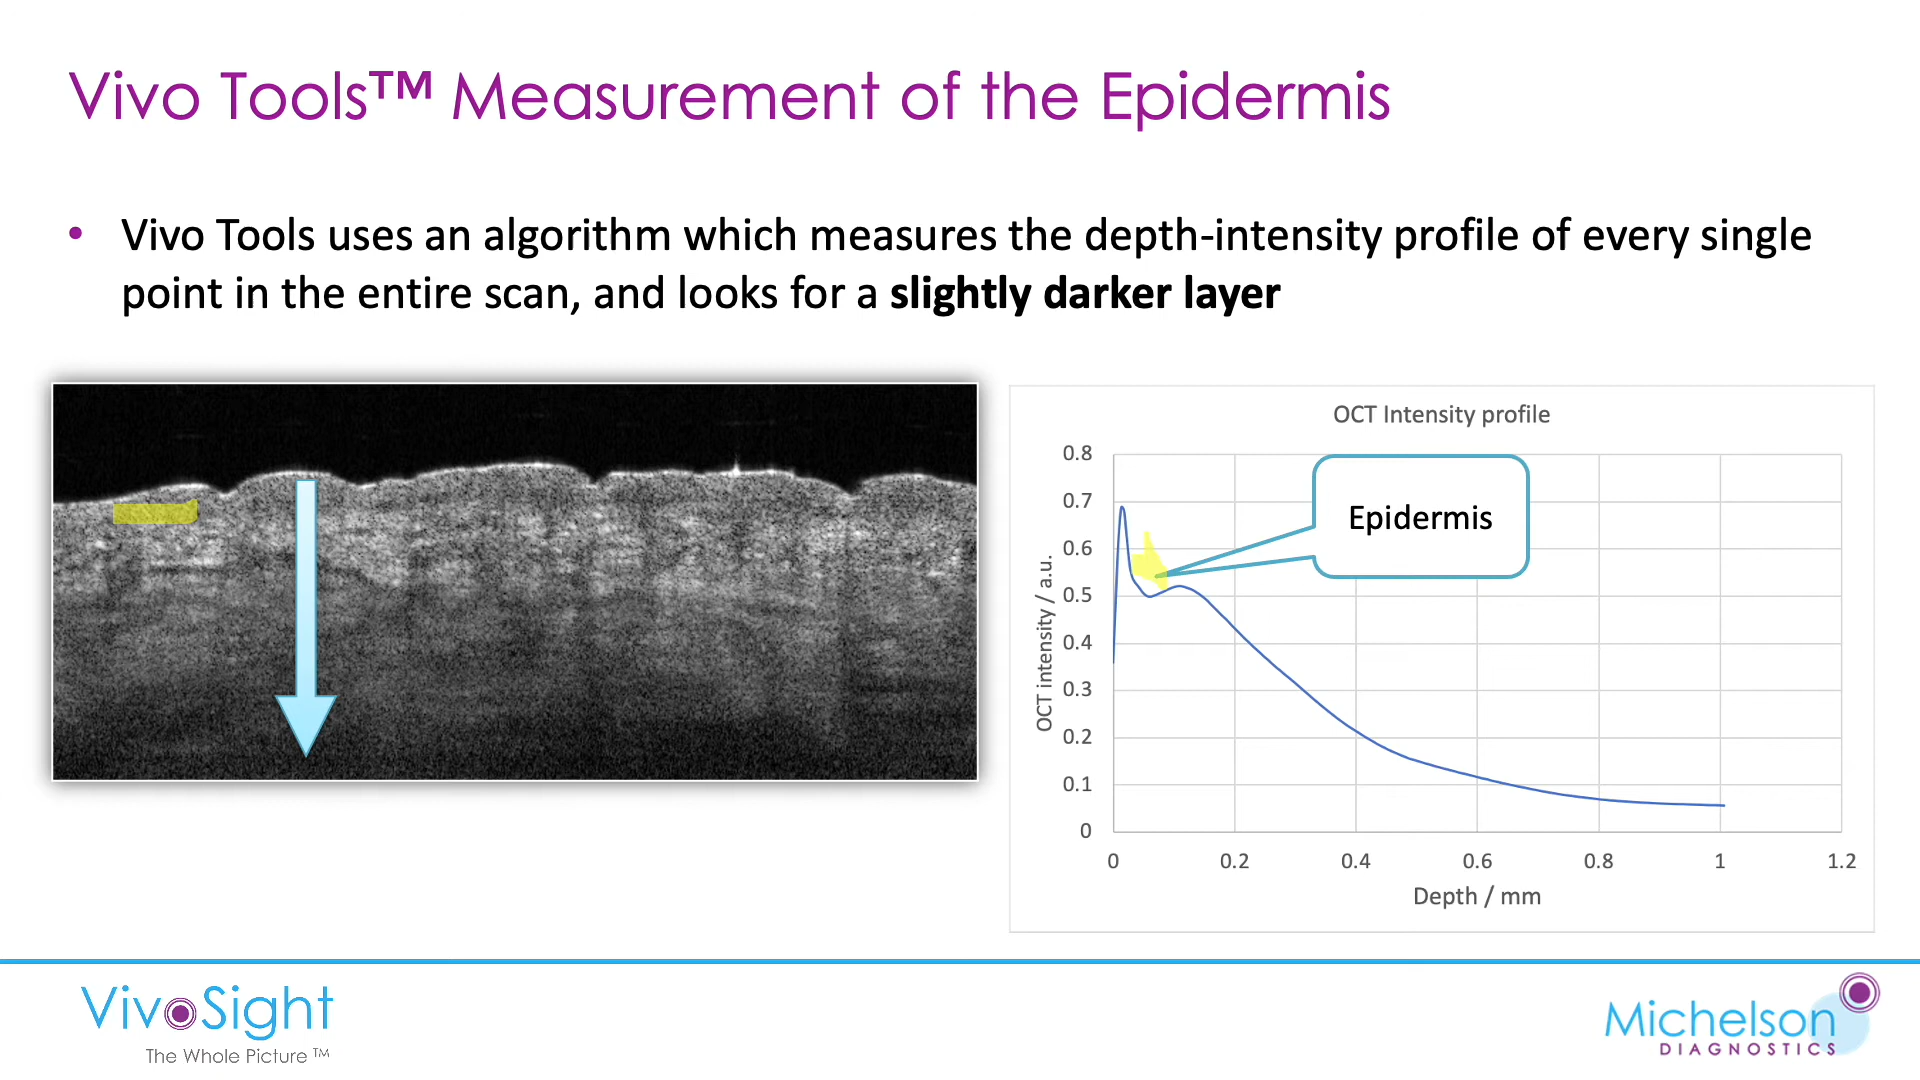 Vivo Tools™ Measurement of the Epidermis
• Vivo Tools uses an algorithm which measures the depth-intensity profile of every single
point in the entire scan, and looks for a slightly darker layer
OCT Intensity profile
OCT intensity / a.u.
0.8
0.7
0.6
0.5
0.4
0.3
0.2
0.1
0
Epidermis
0 0.2 0.4 0.6 0.8 1 1.2
Depth / mm
VivoSight
The Whole Picture ™
Michelson
DIAGNOSTICS